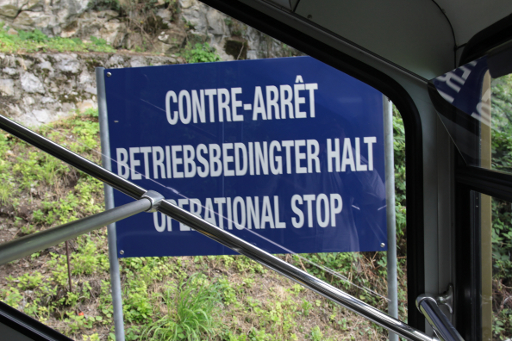 CONTRE-ARRÊT
BETRIEBSBEDINGTER HALT
OPERATIONAL STOP